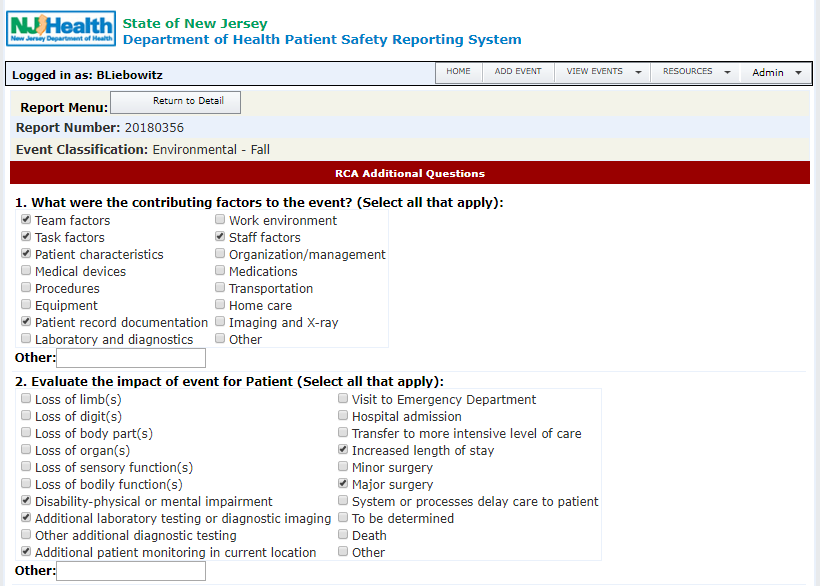 NJHealth
New Jersey Department of Health
State of New Jersey
Department of Health Patient Safety Reporting System
Logged in as: BLiebowitz
HOME ADD EVENT VIEW EVENTS RESOURCES Admin
Report Menu: Return to Detail
Report Number: 20180356
Event Classification: Environmental - Fall
RCA Additional Questions
1. What were the contributing factors to the event? (Select all that apply):
Team factors Work environment
Task factors Staff factors
Patient characteristics Organization/management
Medical devices Medications
Procedures Transportation
Equipment Home care
Patient record documentation Imaging and X-ray
Laboratory and diagnostics Other
Other:
2. Evaluate the impact of event for Patient (Select all that apply):
Loss of limb(s) Visit to Emergency Department
Loss of digit(s) Hospital admission
Loss of body part(s) Transfer to more intensive level of care
Loss of organ(s) Increased length of stay
Loss of sensory function(s) Minor surgery
Loss of bodily function(s) Major surgery
Disability-physical or mental impairment System or processes delay care to patient
Additional laboratory testing or diagnostic imaging To be determined
Other additional diagnostic testing Death
Additional patient monitoring in current location Other
Other: